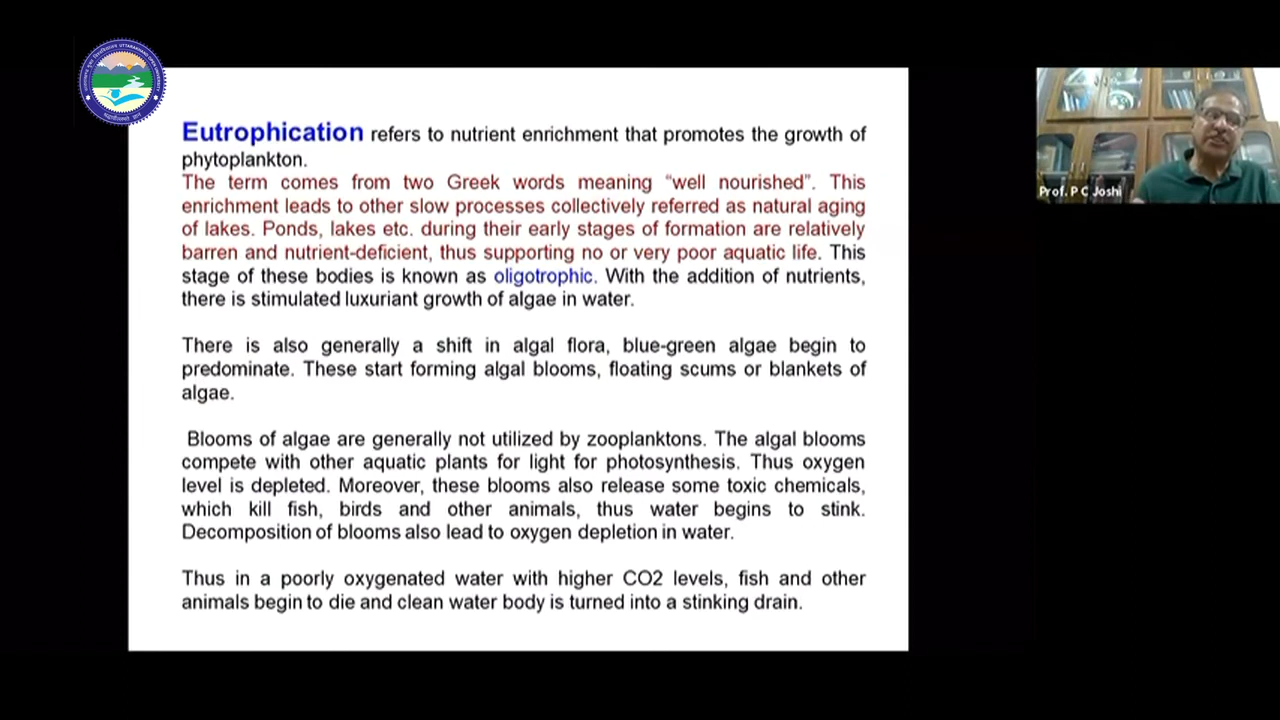 Eutrophication refers to nutrient enrichment that promotes the growth of
phytoplankton.
The term comes from two Greek words meaning “well nourished”. This
enrichment leads to other slow processes collectively referred as natural aging
of lakes. Ponds, lakes etc. during their early stages of formation are relatively
barren and nutrient-deficient, thus supporting no or very poor aquatic life. This
stage of these bodies is known as oligotrophic. With the addition of nutrients,
there is stimulated luxuriant growth of algae in water.
There is also generally a shift in algal flora, blue-green algae begin to
predominate. These start forming algal blooms, floating scums or blankets of
algae.
Blooms of algae are generally not utilized by zooplanktons. The algal blooms
compete with other aquatic plants for light for photosynthesis. Thus oxygen
level is depleted. Moreover, these blooms also release some toxic chemicals,
which kill fish, birds and other animals, thus water begins to stink.
Decomposition of blooms also lead to oxygen depletion in water.
Thus in a poorly oxygenated water with higher CO2 levels, fish and other
animals begin to die and clean water body is turned into a stinking drain.
Prof. P C Joshi